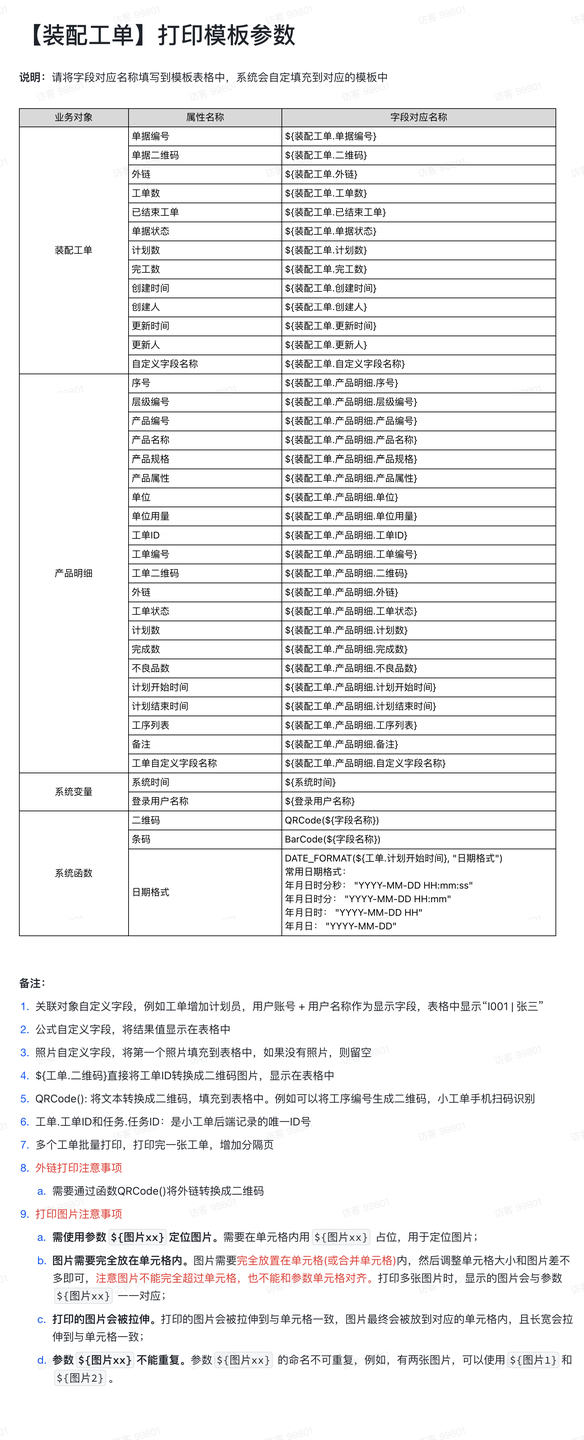 【装配工单】打印模板参数
说明：请将字段对应名称填写到模板表格中，系统会自定填充到对应的模板中
业务对象 属性名称 字段对应名称
装配工单
单据编号 ${装配工单.单据编号}
单据二维码 ${装配工单.二维码}
外链 ${装配工单.外链}
工单数 ${装配工单.工单数}
已结束工单 ${装配工单.已结束工单}
单据状态 ${装配工单.单据状态}
计划数 ${装配工单.计划数}
完工数 ${装配工单.完工数}
创建时间 ${装配工单.创建时间}
创建人 ${装配工单.创建人}
更新时间 ${装配工单.更新时间}
更新人 ${装配工单.更新人}
自定义字段名称 ${装配工单.自定义字段名称}
产品明细
序号 ${装配工单.产品明细.序号}
层级编号 ${装配工单.产品明细.层级编号}
产品编号 ${装配工单.产品明细.产品编号}
产品名称 ${装配工单.产品明细.产品名称}
产品规格 ${装配工单.产品明细.产品规格}
产品属性 ${装配工单.产品明细.产品属性}
单位 ${装配工单.产品明细.单位}
单位用量 ${装配工单.产品明细.单位用量}
工单ID ${装配工单.产品明细.工单ID}
工单编号 ${装配工单.产品明细.工单编号}
工单二维码 ${装配工单.产品明细.二维码}
外链 ${装配工单.产品明细.外链}
工单状态 ${装配工单.产品明细.工单状态}
计划数 ${装配工单.产品明细.计划数}
完成数 ${装配工单.产品明细.完成数}
不良品数 ${装配工单.产品明细.不良品数}
计划开始时间 ${装配工单.产品明细.计划开始时间}
计划结束时间 ${装配工单.产品明细.计划结束时间}
工序列表 ${装配工单.产品明细.工序列表}
备注 ${装配工单.产品明细.备注}
工单自定义字段名称 ${装配工单.产品明细.自定义字段名称}
系统变量
系统时间 ${系统时间}
登录用户名称 ${登录用户名称}
系统函数
二维码 QRCode(${字段名称})
条码 BarCode(${字段名称})
日期格式
DATE_FORMAT(${工单.计划开始时间}, "日期格式")
常用日期格式：
年月日时分秒： "YYYY-MM-DD HH:mm:ss"
年月日时分： "YYYY-MM-DD HH:mm"
年月日时： "YYYY-MM-DD HH"
年月日： "YYYY-MM-DD"
备注：
1. 关联对象自定义字段，例如工单增加计划员，用户账号 + 用户名称作为显示字段，表格中显示“I001 | 张三”
2. 公式自定义字段，将结果值显示在表格中
3. 照片自定义字段，将第一个照片填充到表格中，如果没有照片，则留空
4. ${工单.二维码}直接将工单ID转换成二维码图片，显示在表格中
5. QRCode(): 将文本转换成二维码，填充到表格中。例如可以将工序编号生成二维码，小工单手机扫码识别
6. 工单.工单ID和任务.任务ID：是小工单后端记录的唯一ID号
7. 多个工单批量打印，打印完一张工单，增加分隔页
8. 外链打印注意事项
a. 需要通过函数QRCode()将外链转换成二维码
9. 打印图片注意事项
a. 需使用参数 ${图片xx} 定位图片。需要在单元格内用 ${图片xx} 占位，用于定位图片；
b. 图片需要完全放在单元格内。图片需要完全放置在单元格(或合并单元格)内，然后调整单元格大小和图片差不
多即可，注意图片不能完全超过单元格，也不能和参数单元格对齐。打印多张图片时，显示的图片会与参数
${图片xx} 一一对应；
c. 打印的图片会被拉伸。打印的图片会被拉伸到与单元格一致，图片最终会被放到对应的单元格内，且长宽会拉
伸到与单元格一致；
d. 参数 ${图片xx} 不能重复。参数 ${图片xx} 的命名不可重复，例如，有两张图片，可以使用 ${图片1} 和
${图片2} 。